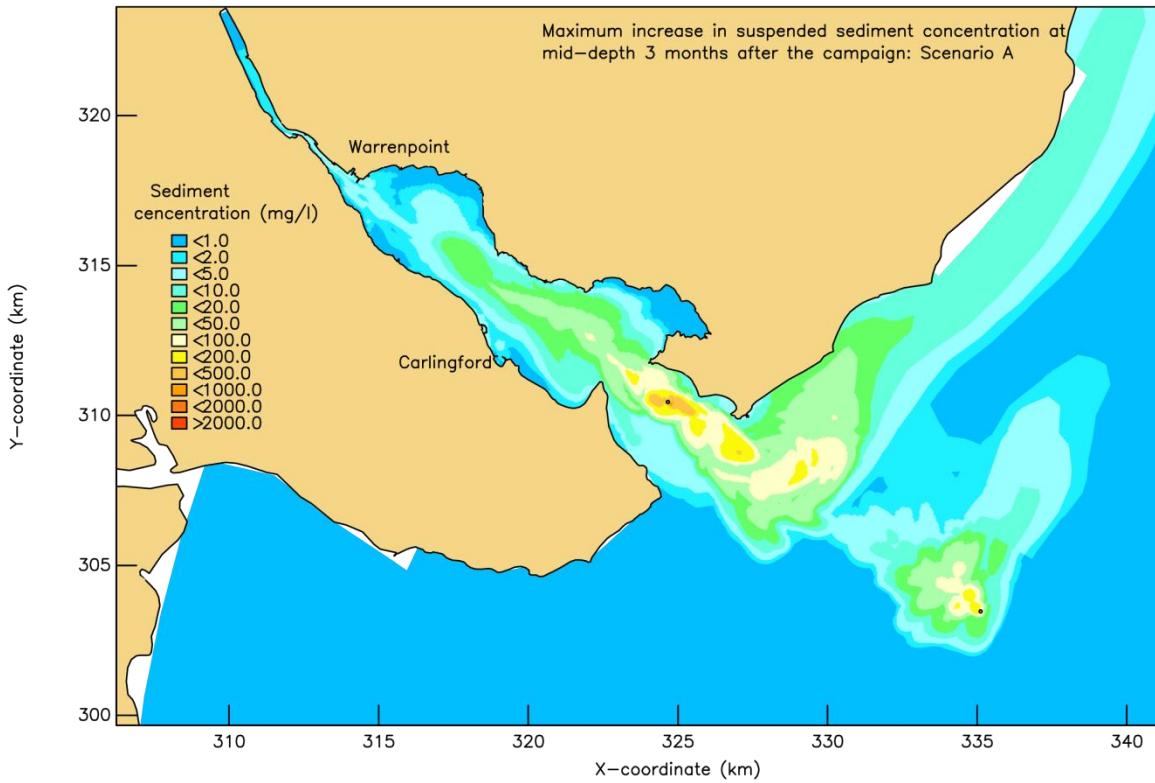 Maximum increase in suspended sediment concentration at
mid-depth 3 months after the campaign: Scenario A
320
315
310
305
300
Y-coordinate (km)
Warrenpoint
Carlingford
Sediment
cencentration (mg/l)
<1.0
<2.0
<5.0
<10.0
<20.0
<50.0
<100.0
<200.0
<500.0
<1000.0
<2000.0
>2000.0
310 315 320 325 330 335 340
X-coordinate (km)